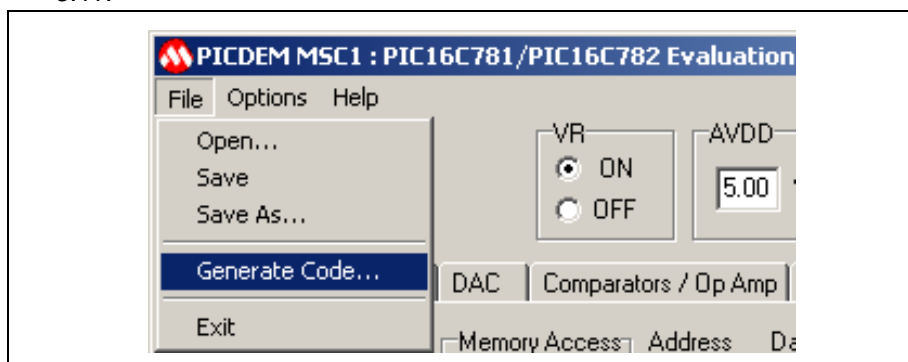 PICDEM MSC1 : PIC16C781/PIC16C782 Evaluation
File Options Help
Open...
Save
Save As...
Generate Code...
Exit
VR
ON
OFF
AVDD
5.00
DAC
Comparators / Op Amp
Memory Access
Address